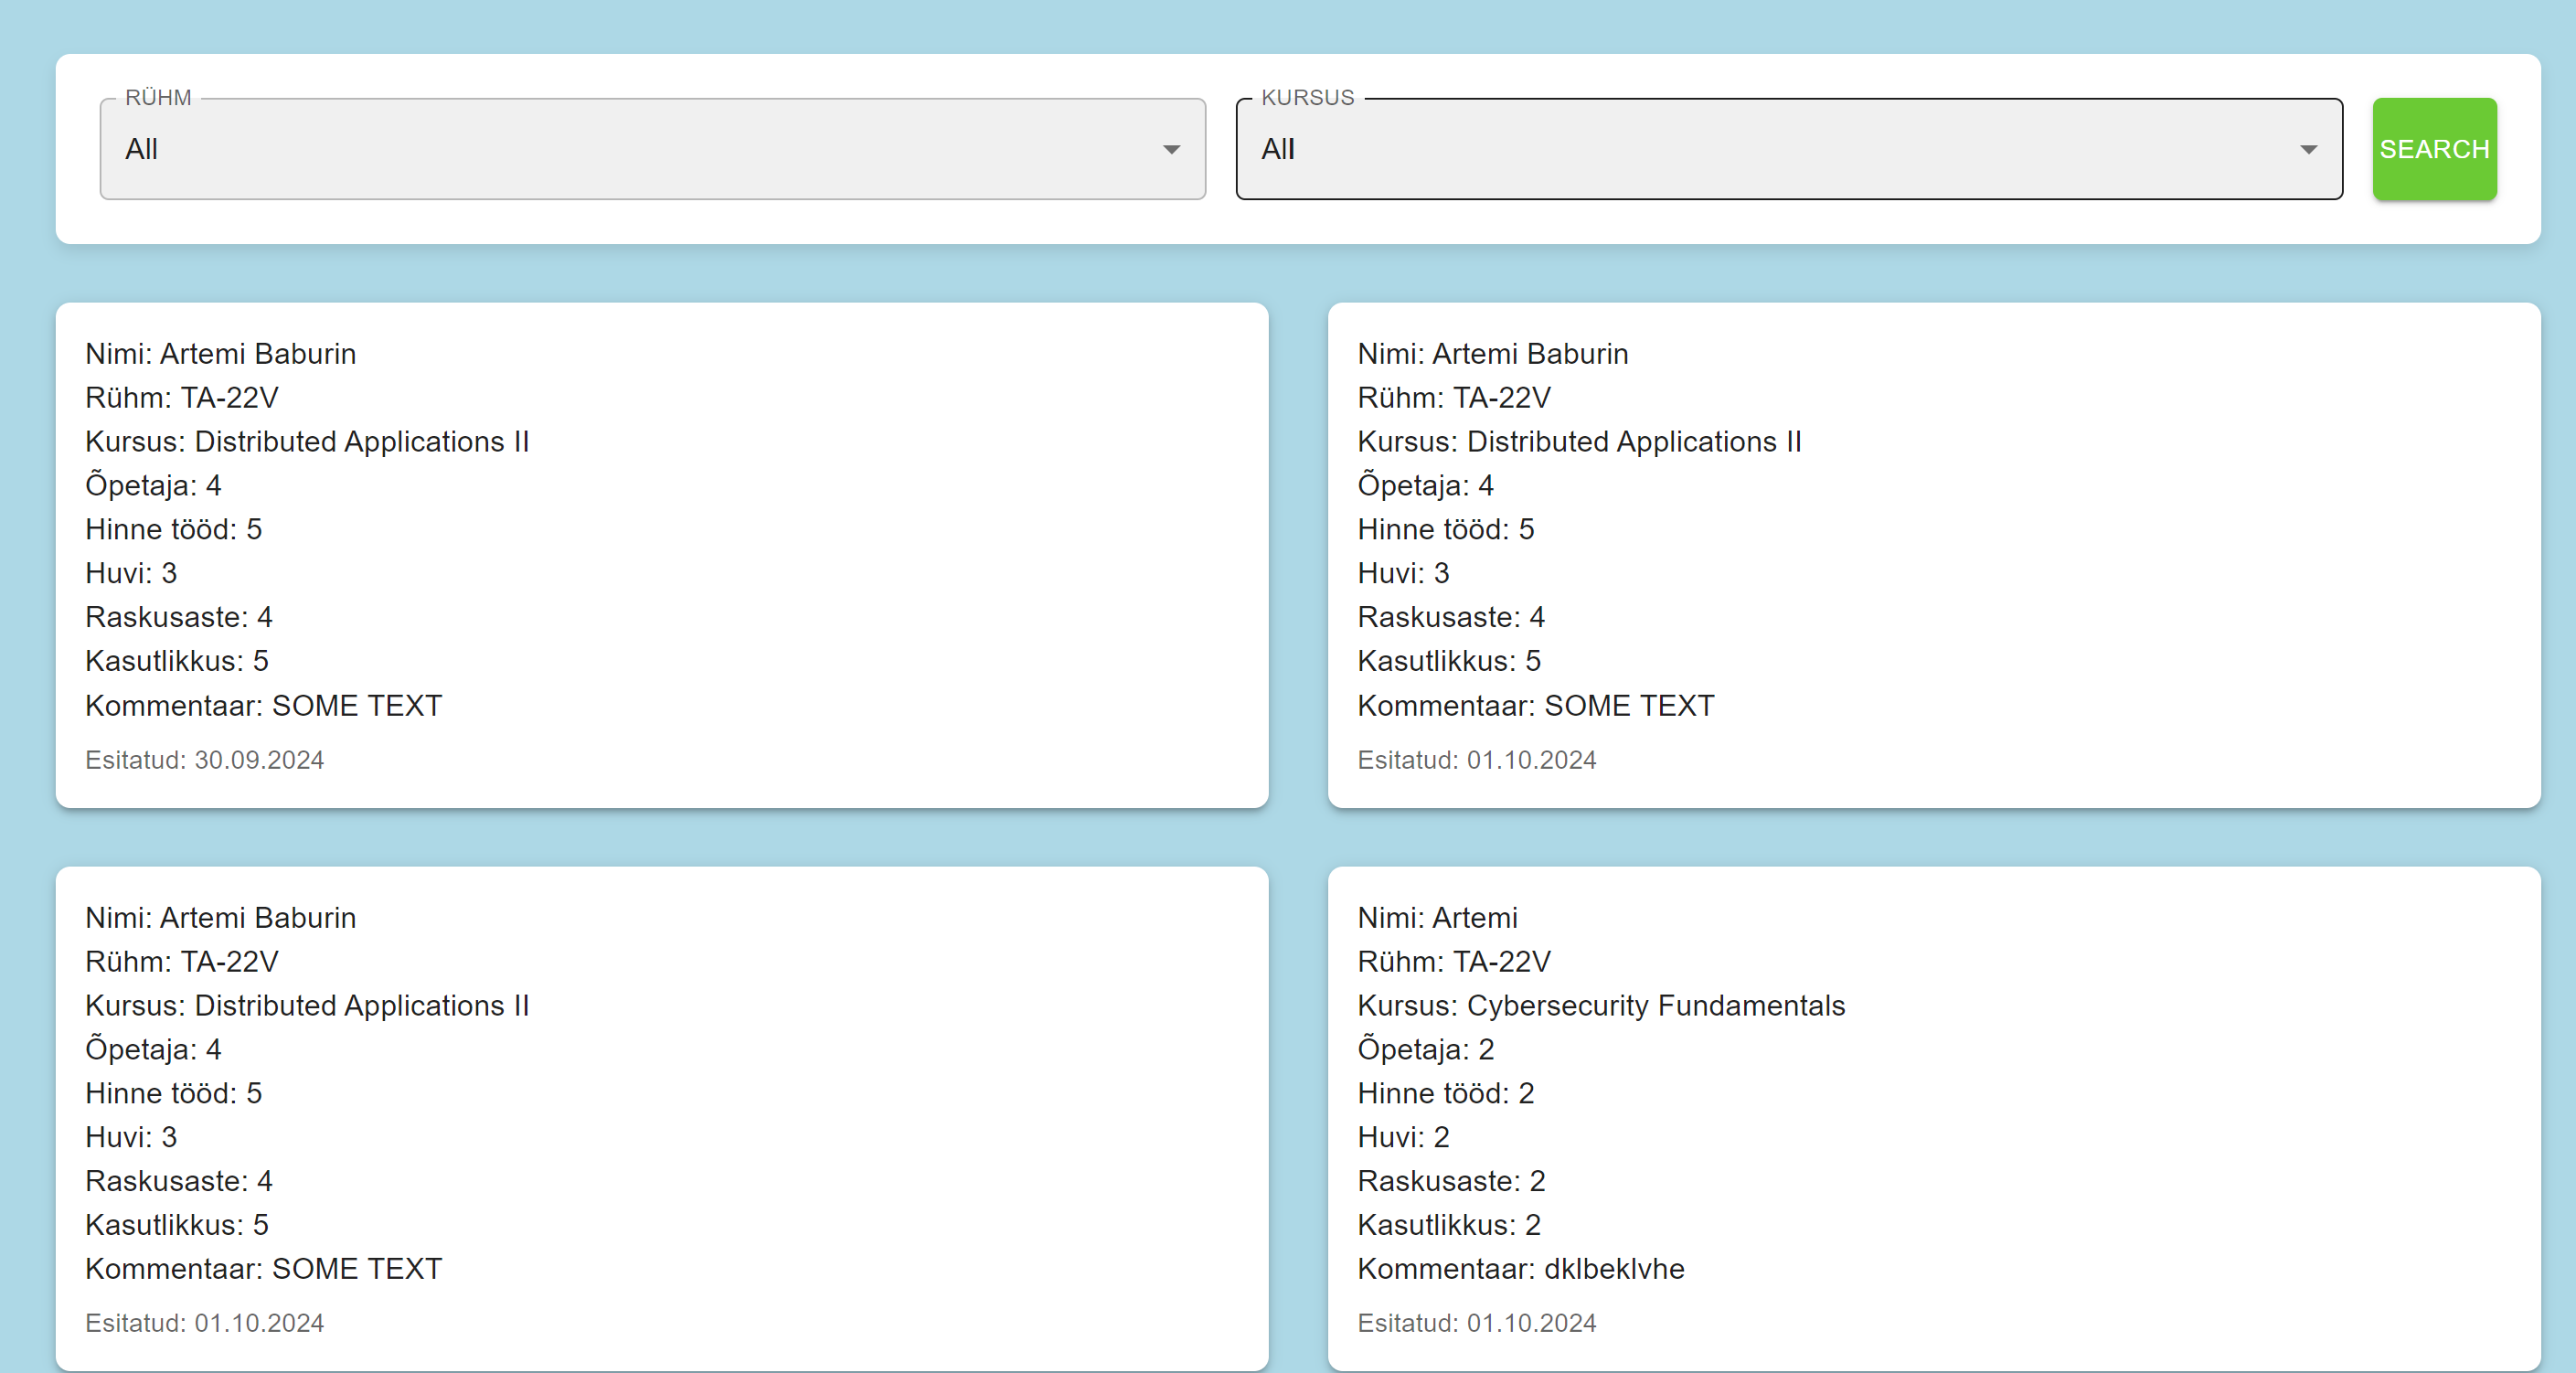 RÜHM
All
KURSUS
All
SEARCH
Nimi: Artemi Baburin
Rühm: TA-22V
Kursus: Distributed Applications II
Õpetaja: 4
Hinne tööd: 5
Huvi: 3
Raskusaste: 4
Kasutlikkus: 5
Kommentaar: SOME TEXT
Esitatud: 30.09.2024
Nimi: Artemi Baburin
Rühm: TA-22V
Kursus: Distributed Applications II
Õpetaja: 4
Hinne tööd: 5
Huvi: 3
Raskusaste: 4
Kasutlikkus: 5
Kommentaar: SOME TEXT
Esitatud: 01.10.2024
Nimi: Artemi Baburin
Rühm: TA-22V
Kursus: Distributed Applications II
Õpetaja: 4
Hinne tööd: 5
Huvi: 3
Raskusaste: 4
Kasutlikkus: 5
Kommentaar: SOME TEXT
Esitatud: 01.10.2024
Nimi: Artemi
Rühm: TA-22V
Kursus: Cybersecurity Fundamentals
Õpetaja: 2
Hinne tööd: 2
Huvi: 2
Raskusaste: 2
Kasutlikkus: 2
Kommentaar: dklbeklvhe
Esitatud: 01.10.2024